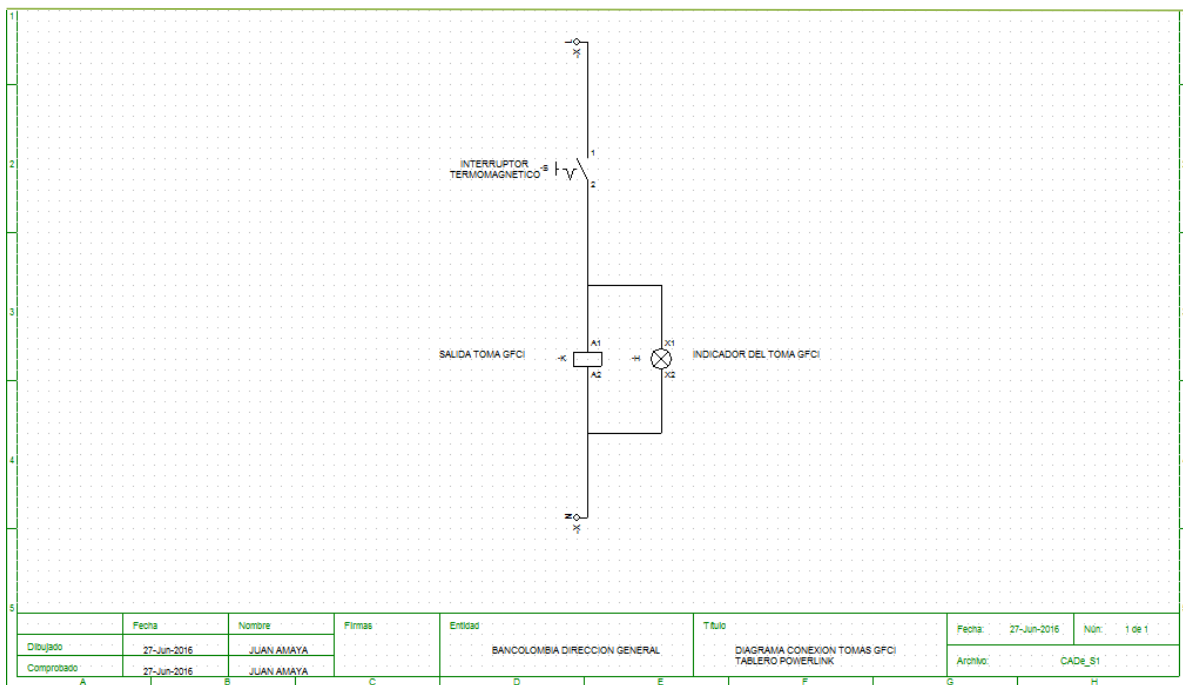 1
L
-X
1
2
INTERRUPTOR
TERMOMAGNETICO
-S
2
3
A1
X1
SALIDA TOMA GFCI
-K
-H
INDICADOR DEL TOMA GFCI
A2
X2
4
N
-X
5
Fecha
Nombre
Firmas
Entidad
Título
Fecha: 27-Jun-2016
Nún: 1 de 1
Dibujado
27-Jun-2016
JUAN AMAYA
BANCOLOMBIA DIRECCION GENERAL
DIAGRAMA CONEXION TOMAS GFCI
TABLERO POWERLINK
Comprobado
27-Jun-2016
JUAN AMAYA
Archivo: CADe_S1
A B C D E F G H